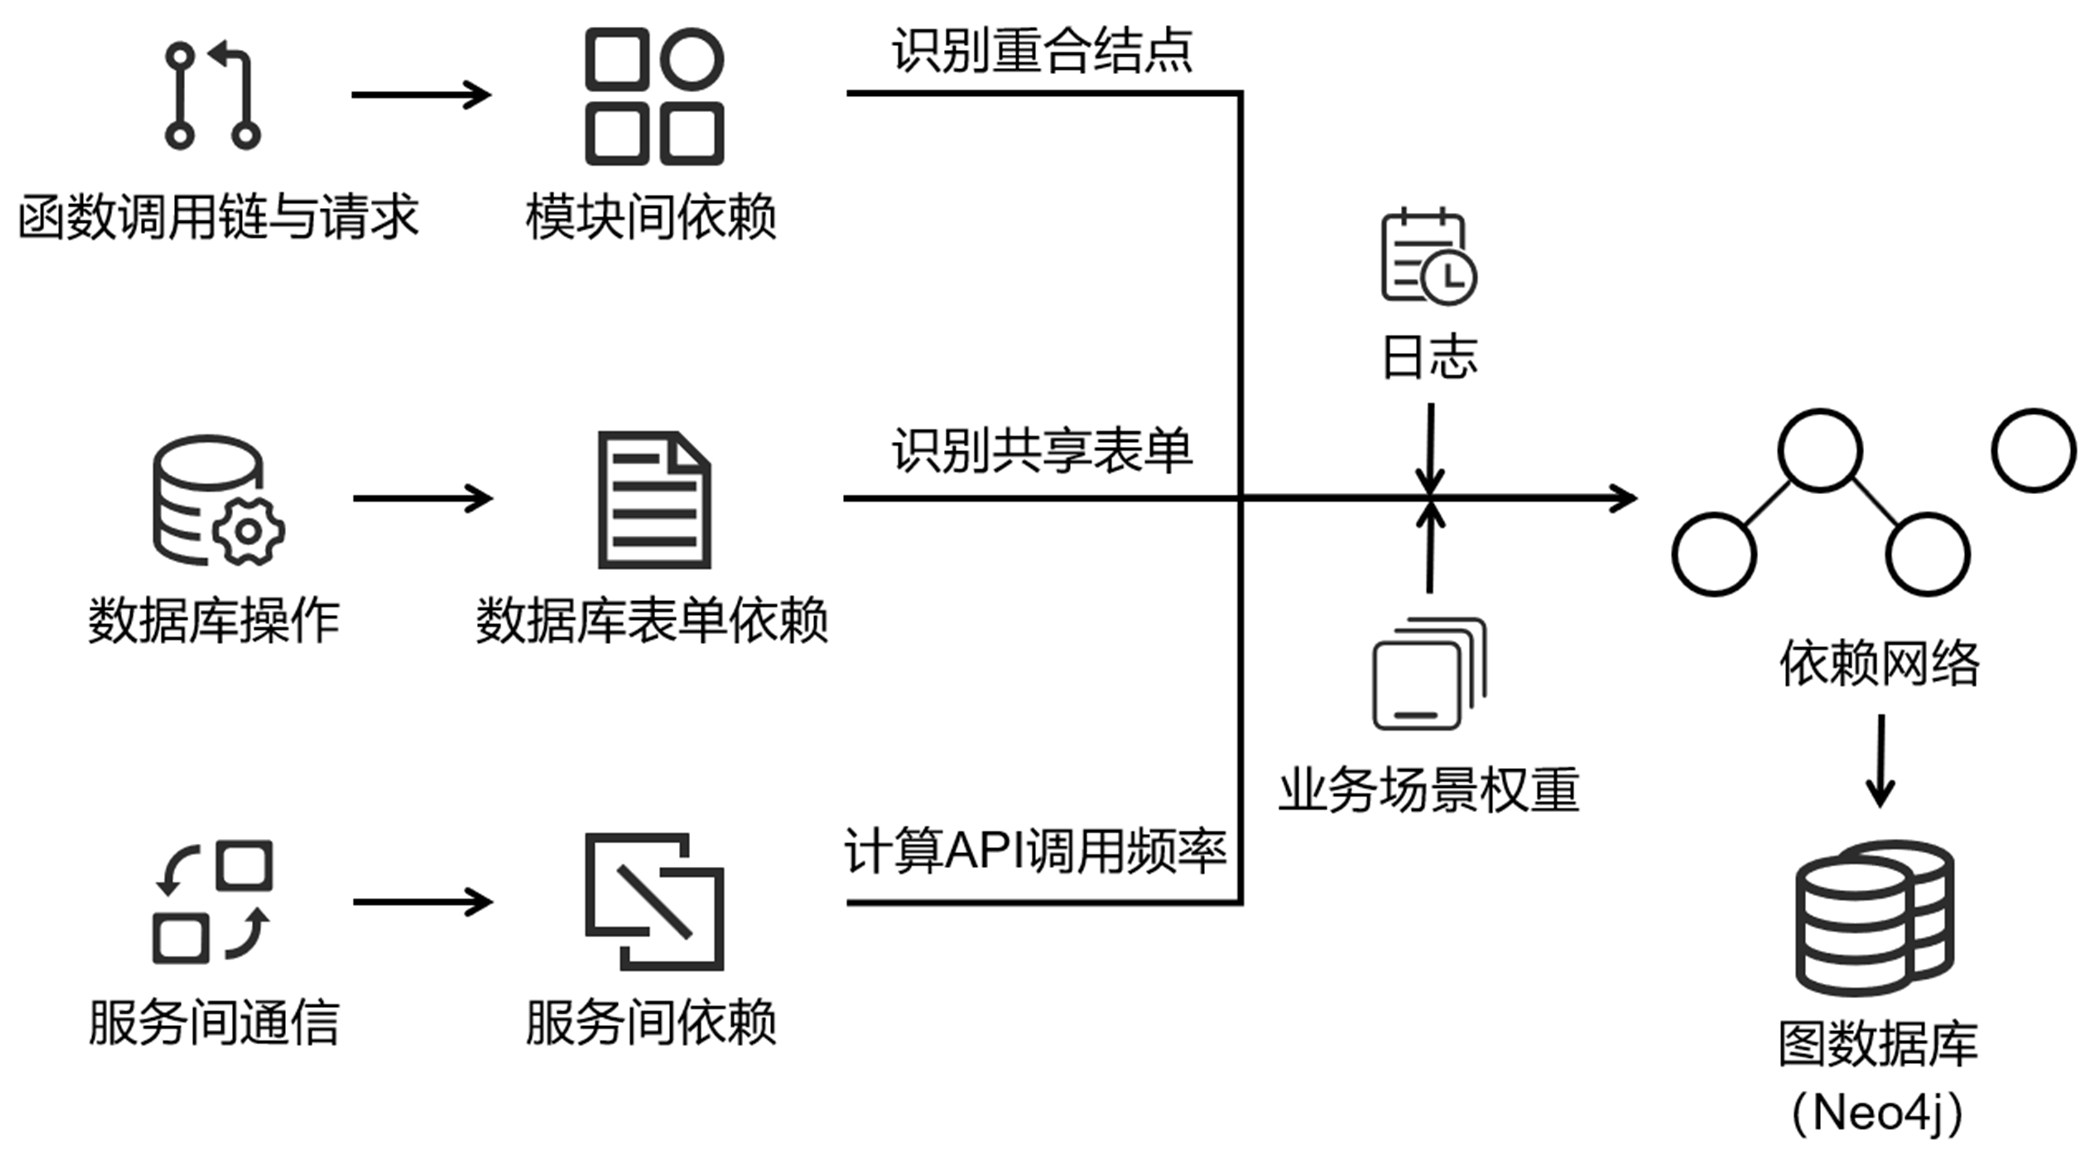 识别重合结点
函数调用链与请求
模块间依赖
日志
识别共享表单
数据库操作
数据库表单依赖
依赖网络
业务场景权重
计算API调用频率
服务间通信
服务间依赖
图数据库
（Neo4j）